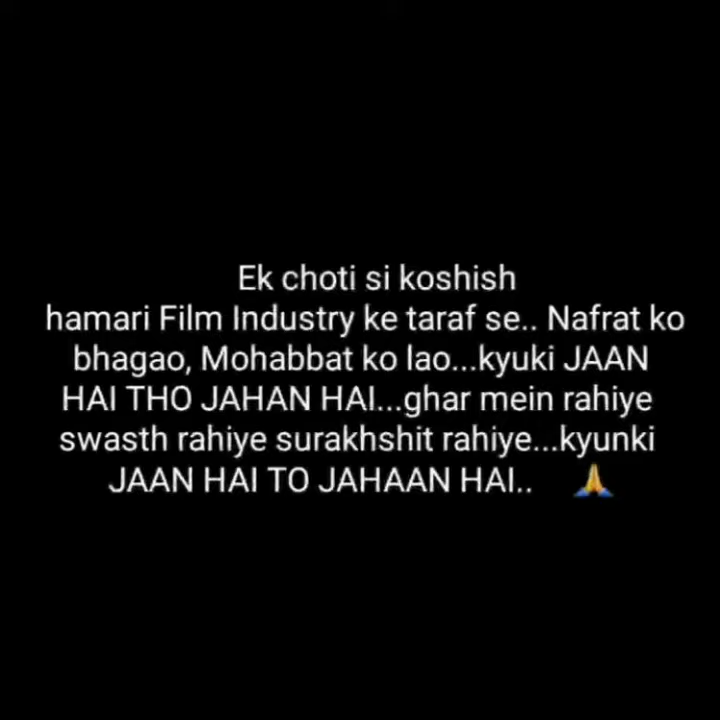 Ek choti si koshish
hamari Film Industry ke taraf se.. Nafrat ko
bhagao, Mohabbat ko lao...kyuki JAAN
HAI THO JAHAN HAI...ghar mein rahiye
swasth rahiye surakhshit rahiye...kyunki
JAAN HAI TO JAHAAN HAI.. 🙏